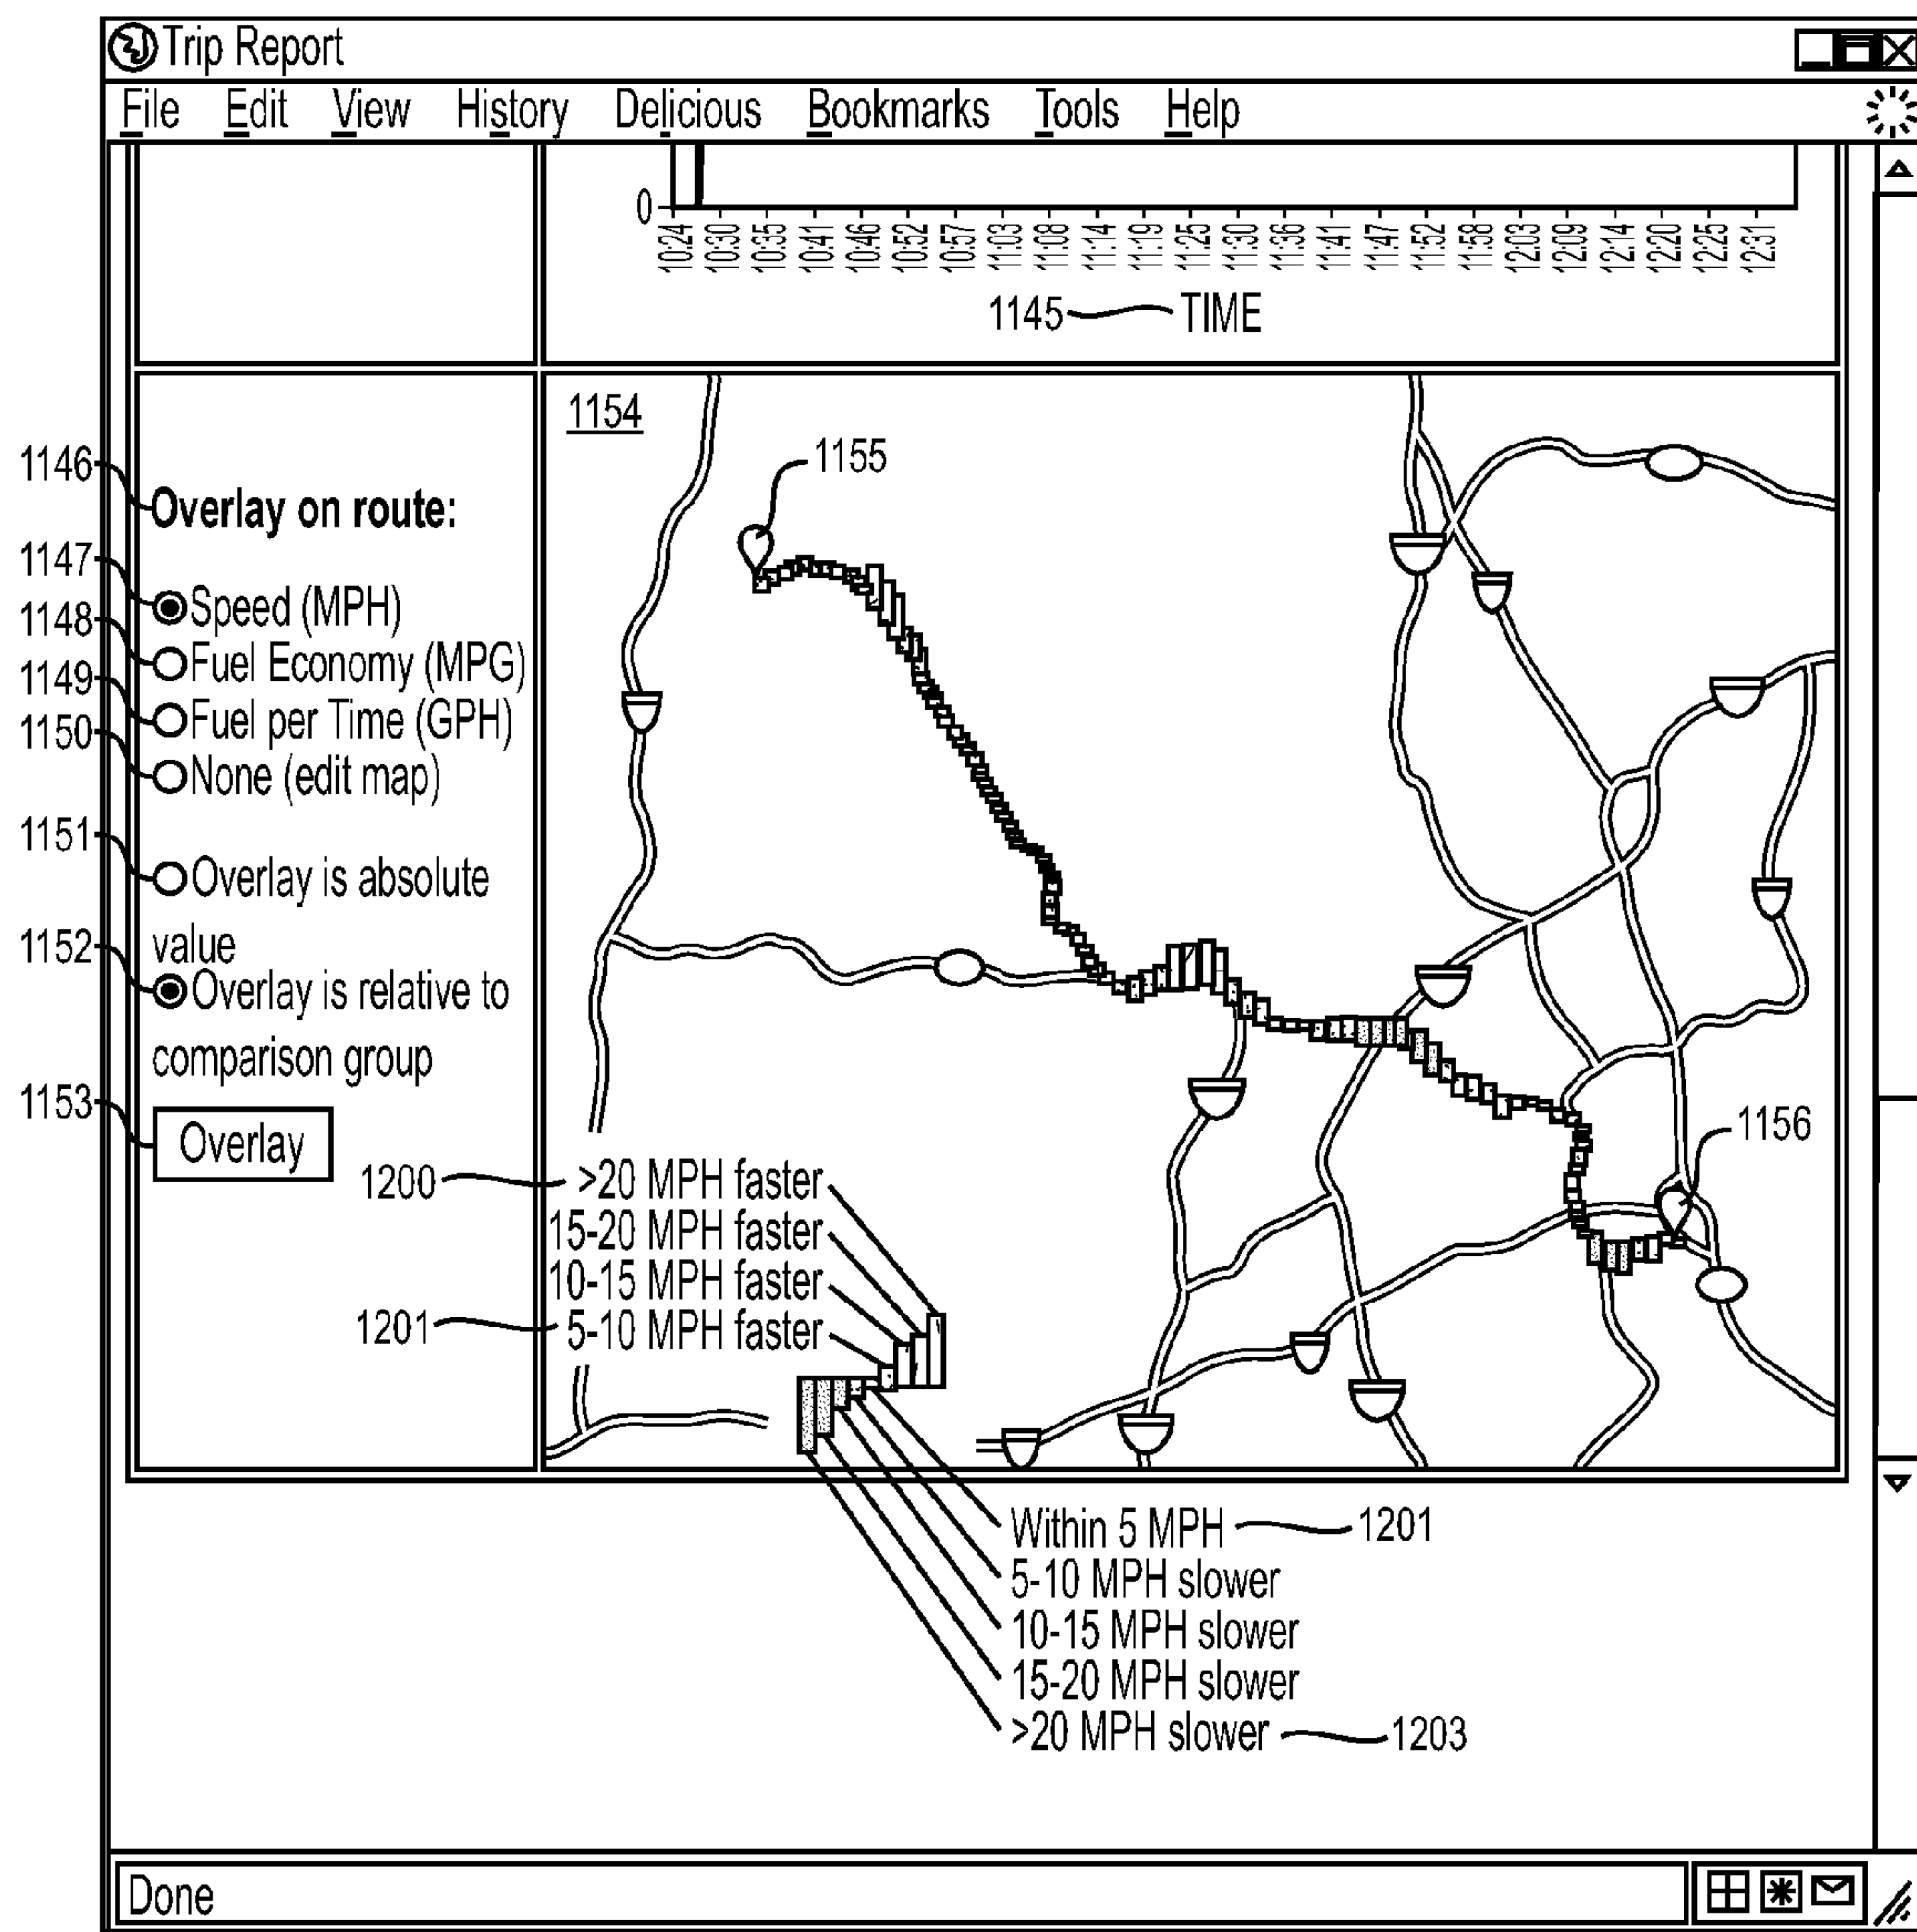 Trip Report
File Edit View History Delicious Bookmarks Tools Help
0
10:24 10:30 10:35 10:41 10:46 10:52 10:57 11:03 11:08 11:14 11:19 11:25 11:30 11:36 11:41 11:47 11:52 11:58 12:03 12:09 12:14 12:20 12:25 12:31
1145 TIME
1154
1155
1146
Overlay on route:
1147
Speed (MPH)
1148
Fuel Economy (MPG)
1149
Fuel per Time (GPH)
1150
None (edit map)
1151
Overlay is absolute
value
1152
Overlay is relative to
comparison group
1153
Overlay
1156
1200 >20 MPH faster
15-20 MPH faster
10-15 MPH faster
1201 5-10 MPH faster
Within 5 MPH 1201
5-10 MPH slower
10-15 MPH slower
15-20 MPH slower
>20 MPH slower 1203
Done